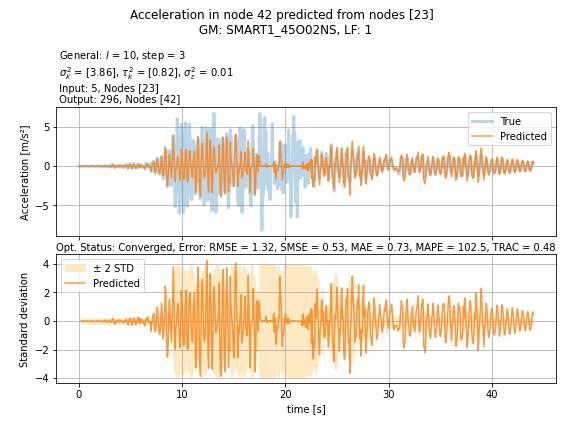 Acceleration in node 42 predicted from nodes [23]
GM: SMART1_45O02NS, LF: 1
General: l = 10, step = 3
σ_k^2 = [3.86], τ_k^2 = [0.82], σ_ε^2 = 0.01
Input: 5, Nodes [23]
Output: 296, Nodes [42]
True
Predicted
5
0
−5
Acceleration [m/s²]
Opt. Status: Converged, Error: RMSE = 1.32, SMSE = 0.53, MAE = 0.73, MAPE = 102.5, TRAC = 0.48
± 2 STD
Predicted
4
2
0
−2
−4
Standard deviation
0 10 20 30 40
time [s]